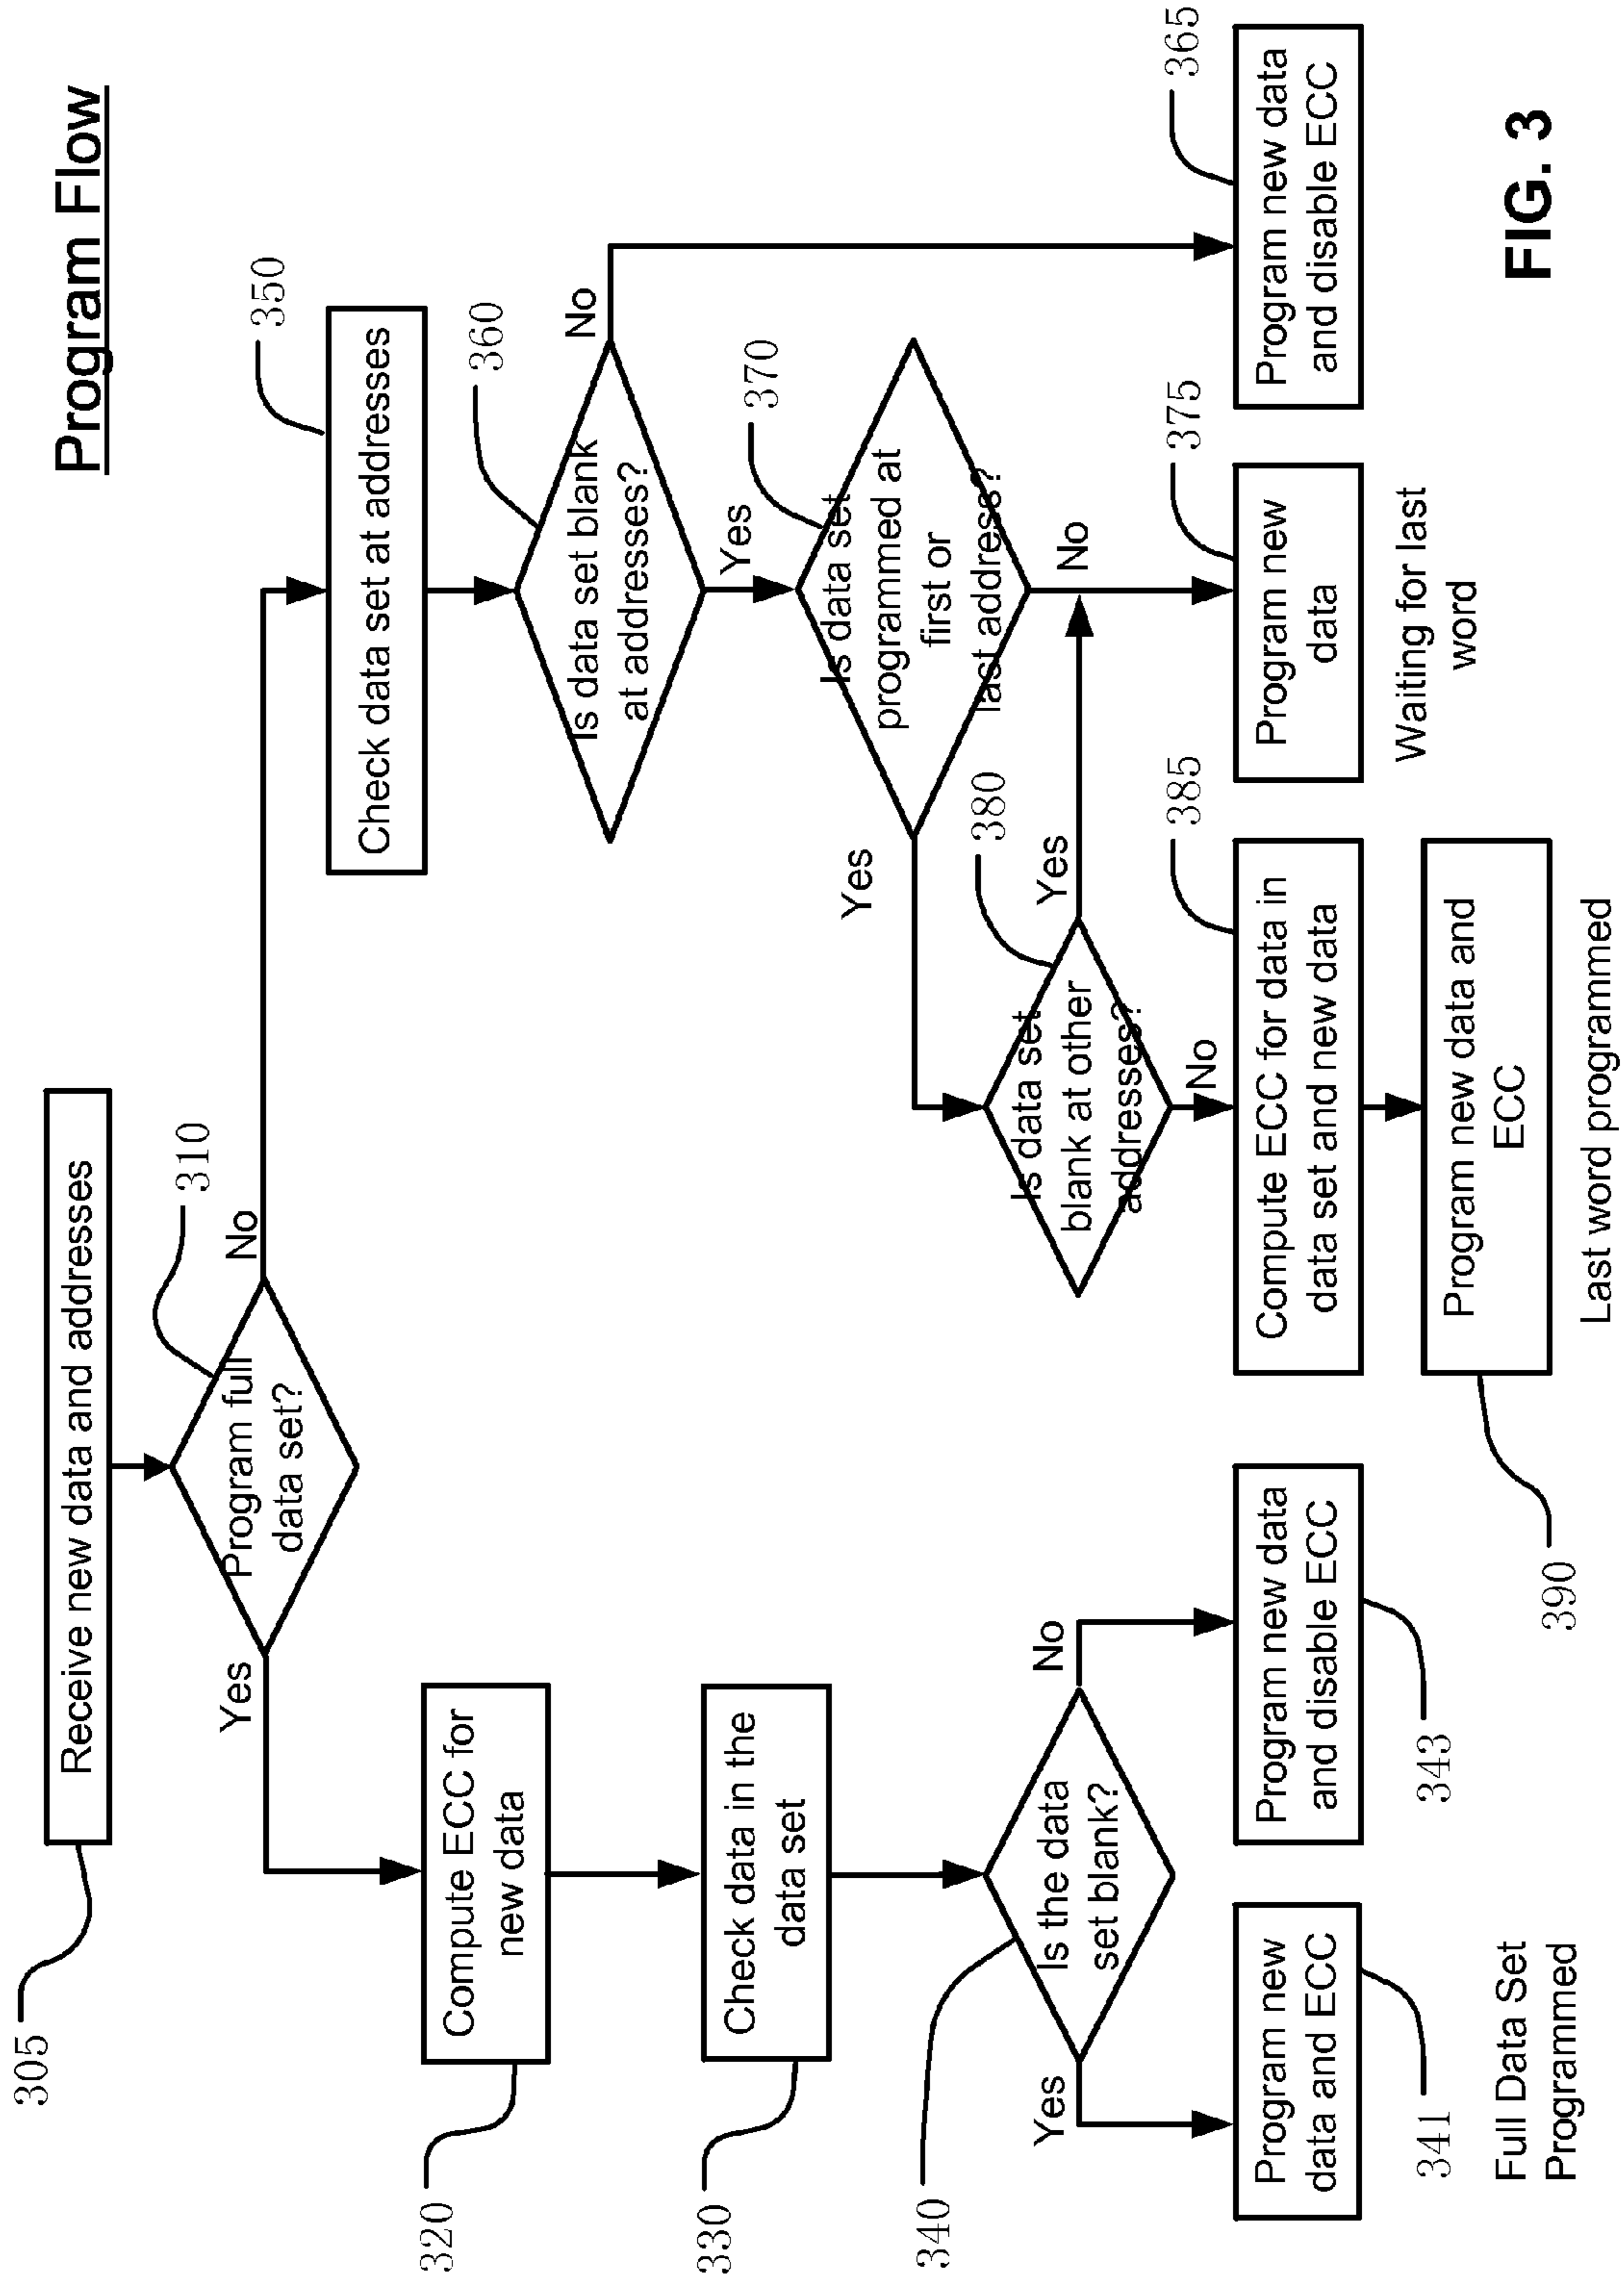 Program Flow
305
Receive new data and addresses
310
Program full
data set?
Yes
No
320
Compute ECC for
new data
350
Check data set at addresses
330
Check data in the
data set
360
Is data set blank
at addresses?
No
Yes
340
Is the data
set blank?
Yes
No
370
Is data set
programmed at
first or
last address?
Yes
No
380
Is data set
blank at other
addresses?
Yes
No
341
Program new
data and ECC
Full Data Set
Programmed
343
Program new data
and disable ECC
385
Compute ECC for data in
data set and new data
390
Program new data and
ECC
Last word programmed
375
Program new
data
Waiting for last
word
365
Program new data
and disable ECC
FIG. 3